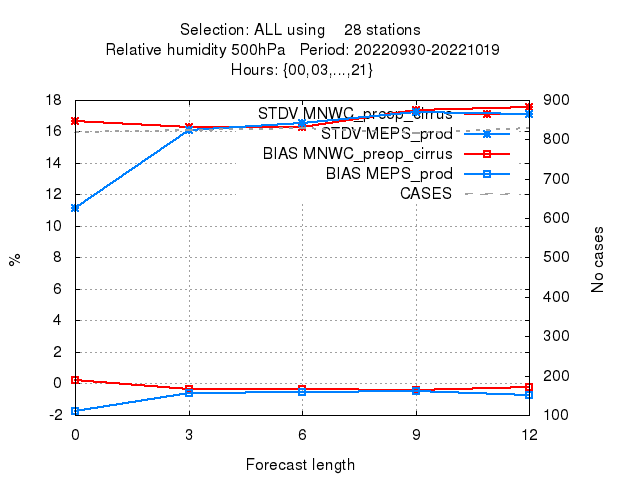 Selection: ALL using    28 stations
Relative humidity 500hPa   Period: 20220930-20221019
Hours: {00,03,...,21}
18 900
STDV MNWC_preop_cirrus
16 800
STDV MEPS_prod
BIAS MNWC_preop_cirrus
14 700
BIAS MEPS_prod
12 CASES
10 600
% No cases
8 500
6 400
4 300
2
0 200
-2 100
0 3 6 9 12
Forecast length